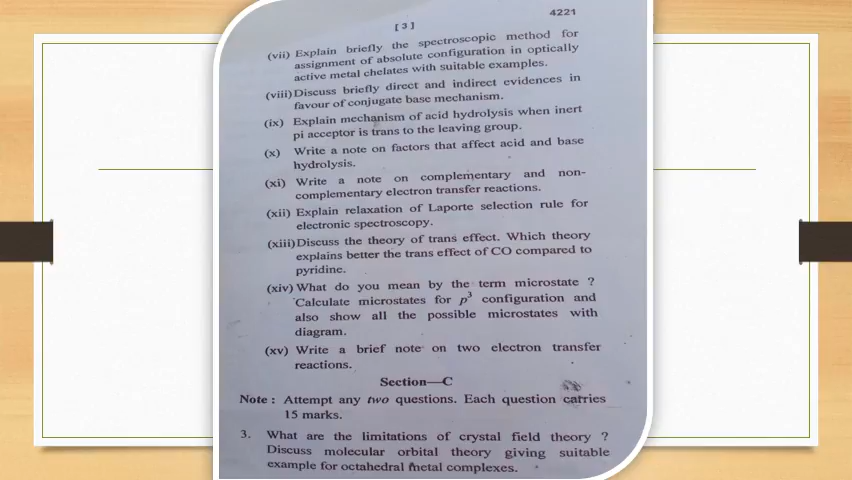 4221
[ 3 ]
(vii) Explain briefly the spectroscopic method for
assignment of absolute configuration in optically
active metal chelates with suitable examples.
(viii) Discuss briefly direct and indirect evidences in
favour of conjugate base mechanism.
(ix) Explain mechanism of acid hydrolysis when inert
pi acceptor is trans to the leaving group.
(x) Write a note on factors that affect acid and base
hydrolysis.
(xi) Write a note on complementary and non-
complementary electron transfer reactions.
(xii) Explain relaxation of Laporte selection rule for
electronic spectroscopy.
(xiii) Discuss the theory of trans effect. Which theory
explains better the trans effect of CO compared to
pyridine.
(xiv) What do you mean by the term microstate ?
Calculate microstates for p³ configuration and
also show all the possible microstates with
diagram.
(xv) Write a brief note on two electron transfer
reactions.
Section—C
Note : Attempt any two questions. Each question carries
15 marks.
3. What are the limitations of crystal field theory ?
Discuss molecular orbital theory giving suitable
example for octahedral metal complexes.